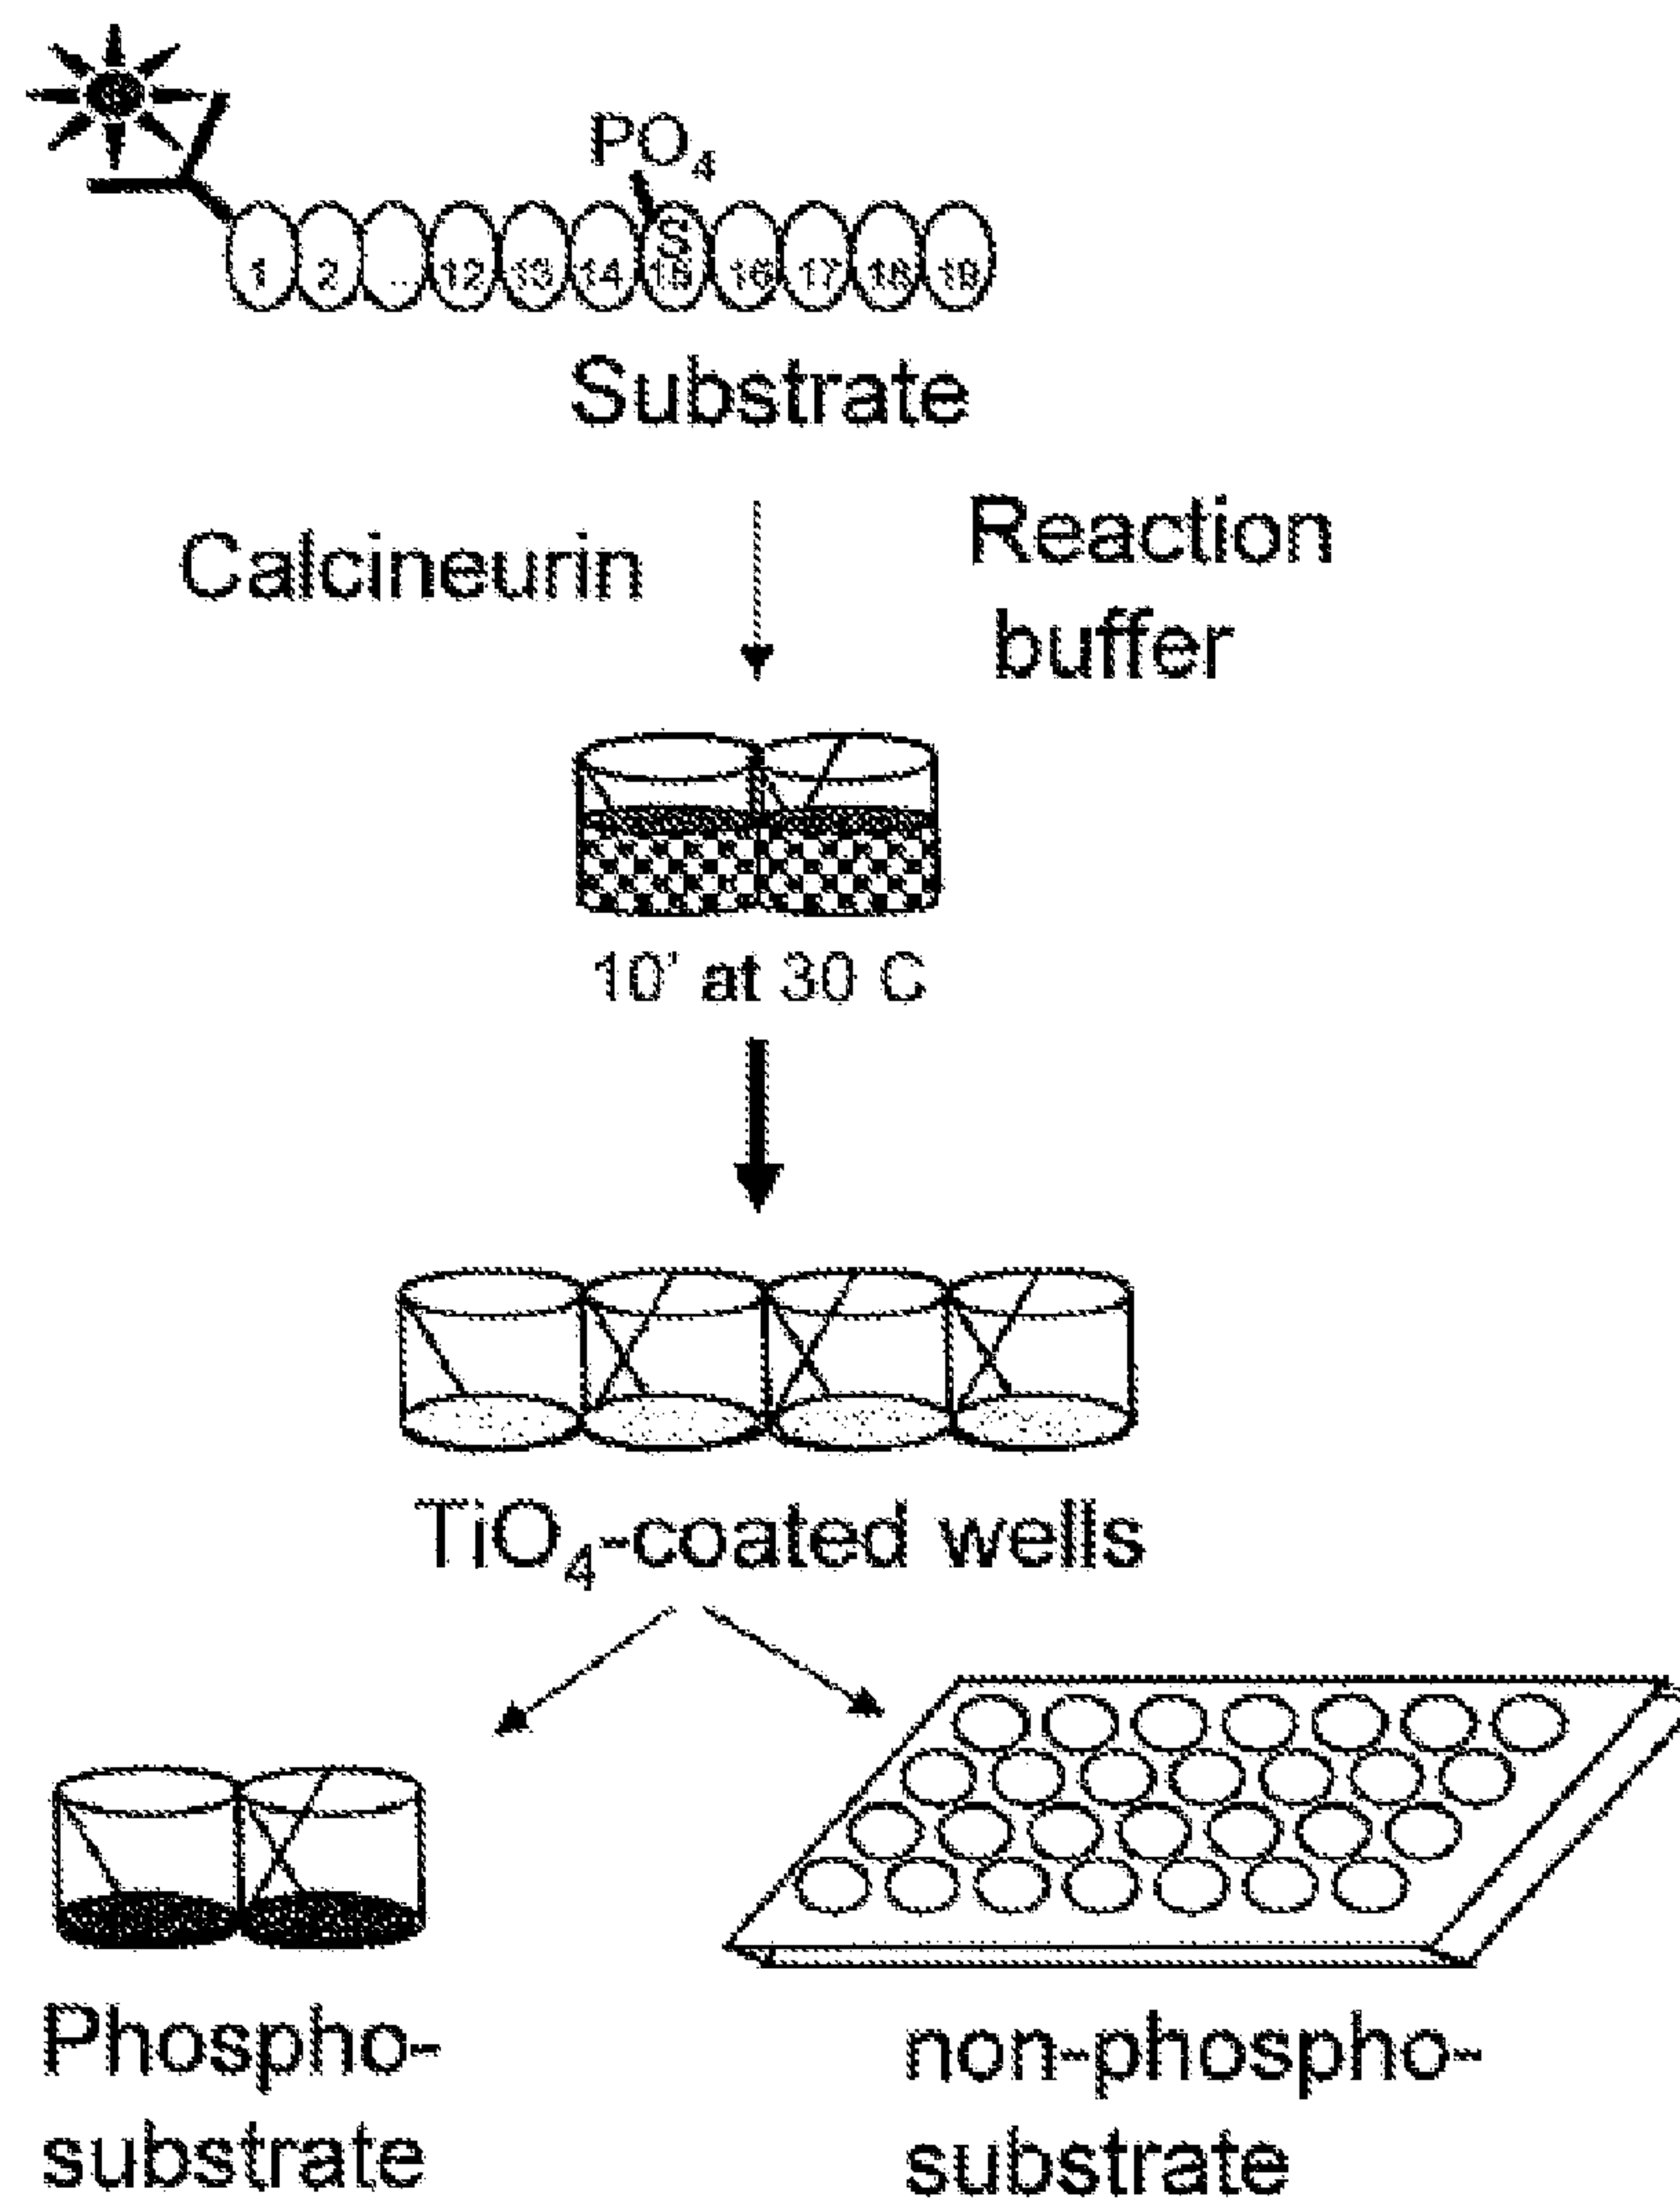 PO₄
S
1 2 .. 12 13 14 15 16 17 18 19
Substrate
Calcineurin
Reaction
buffer
10' at 30 C
TiO₄-coated wells
Phospho-
substrate
non-phospho-
substrate